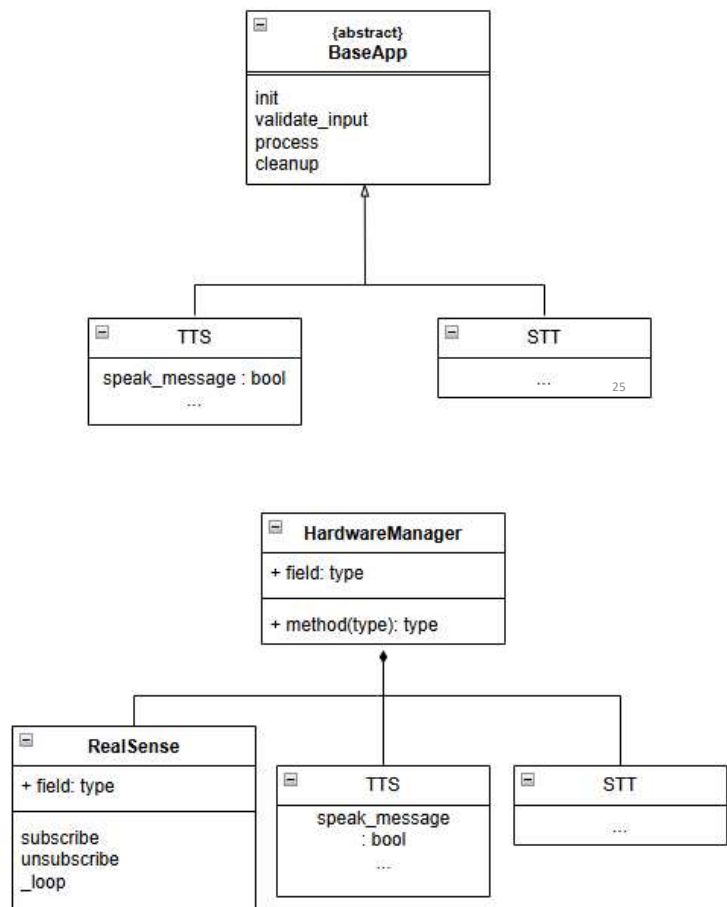 {abstract}
BaseApp
init
validate_input
process
cleanup
TTS
speak_message : bool
...
STT
...
25
HardwareManager
+ field: type
+ method(type): type
RealSense
+ field: type
subscribe
unsubscribe
_loop
TTS
speak_message
: bool
...
STT
...